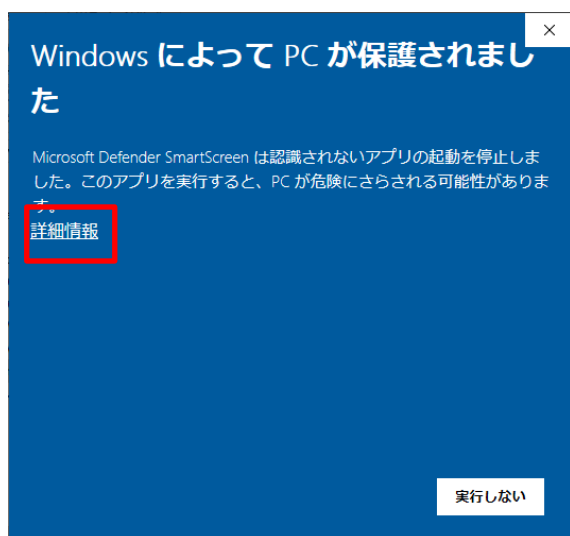 Windows によって PC が保護されまし
た
Microsoft Defender SmartScreen は認識されないアプリの起動を停止しま
した。このアプリを実行すると、PC が危険にさらされる可能性がありま
す。
詳細情報
実行しない